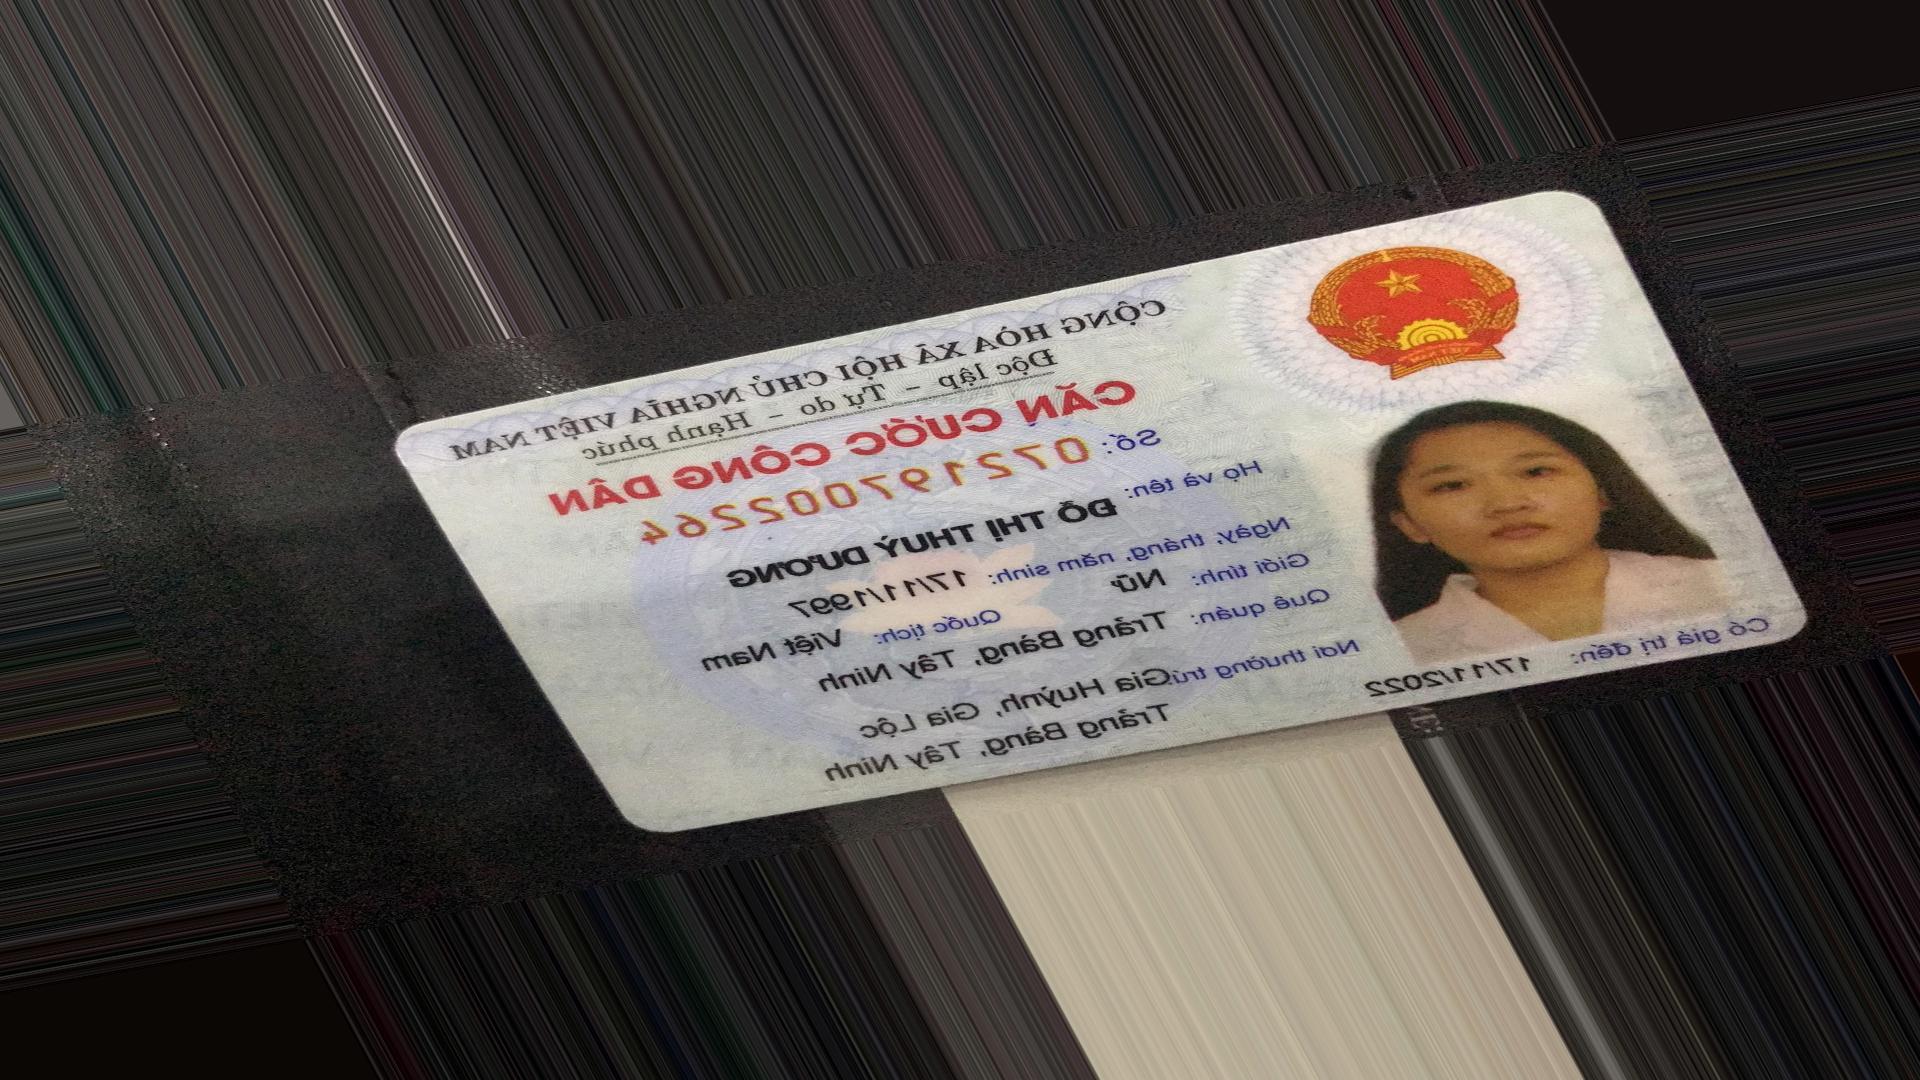 CỘNG HÒA XÃ HỘI CHỦ NGHĨA VIỆT NAM
Độc lập – Tự do – Hạnh phúc
CĂN CƯỚC CÔNG DÂN
Số: 072197002264
Họ và tên: ĐỖ THỊ THUỲ DƯƠNG
Ngày, tháng, năm sinh: 17/11/1997
Giới tính: Nữ Quốc tịch: Việt Nam
Quê quán: Trảng Bàng, Tây Ninh
Nơi thường trú: Gia Huỳnh, Gia Lộc
Trảng Bàng, Tây Ninh
Có giá trị đến: 17/11/2022